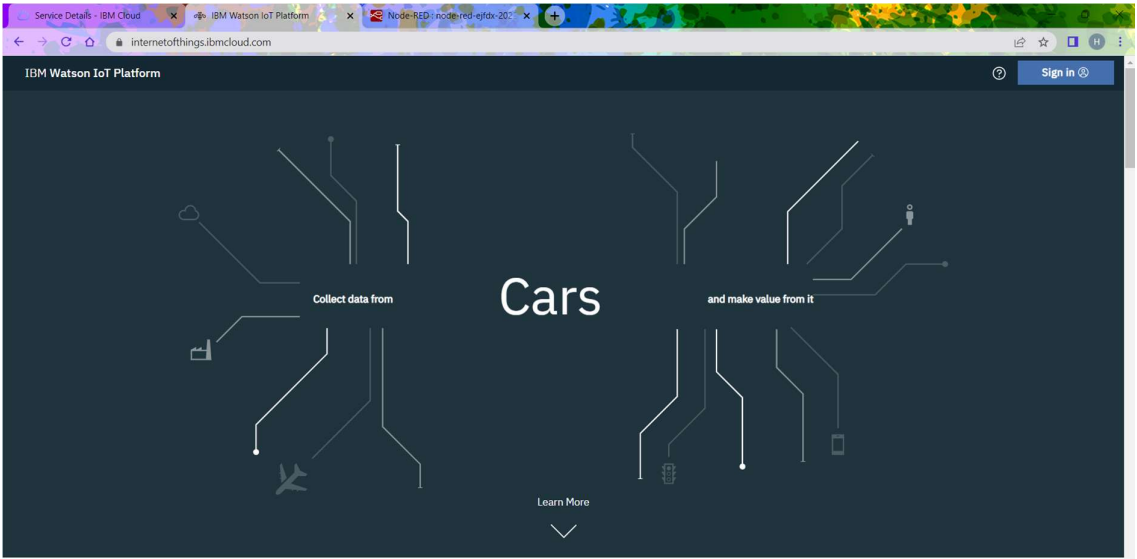 Service Details - IBM Cloud
IBM Watson IoT Platform
Node-RED : node-red-ejfdx-202
internetofthings.ibmcloud.com
H
IBM Watson IoT Platform
Sign in
Collect data from
Cars
and make value from it
Learn More